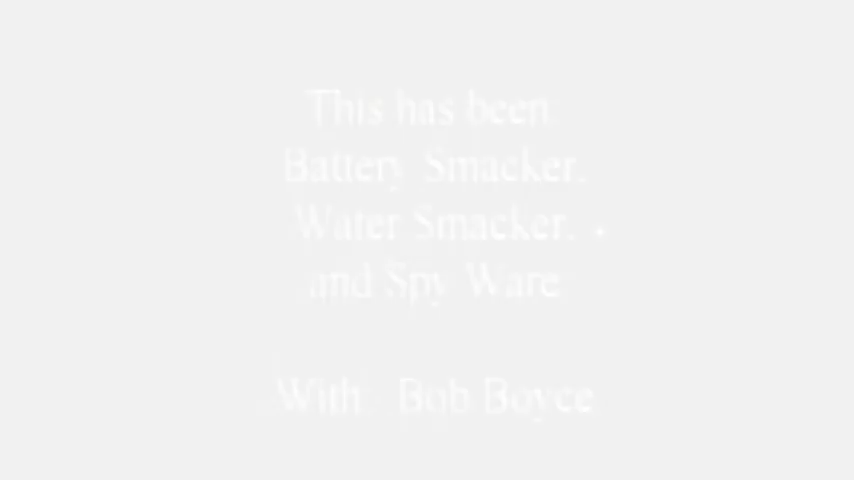 This has been:
Battery Smacker,
Water Smacker,
and Spy Ware
With: Bob Boyce